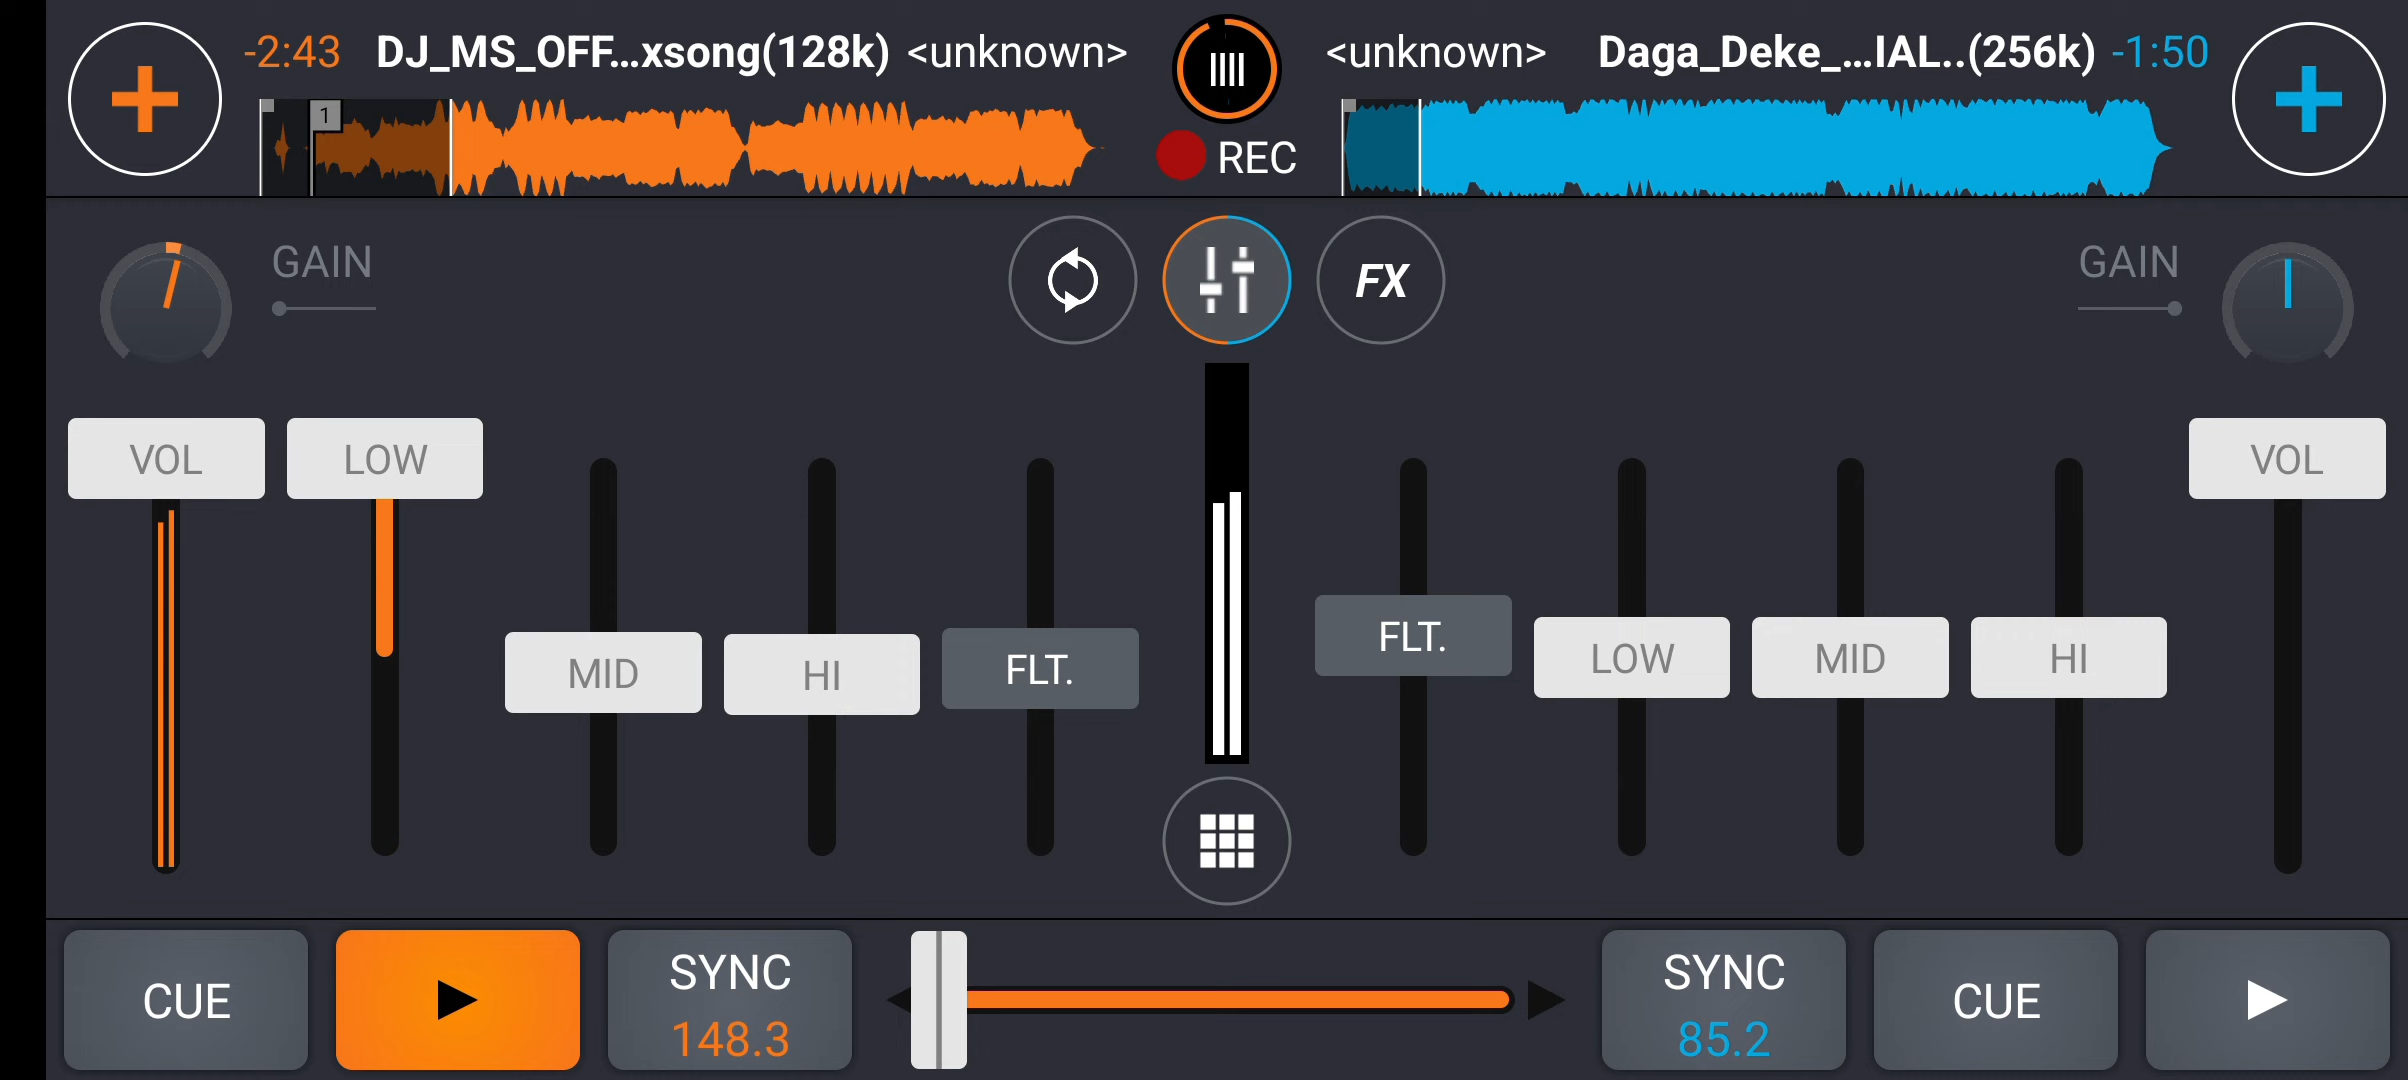 -2:43 DJ_MS_OFF...xsong(128k) <unknown>
<unknown> Daga_Deke_...IAL..(256k) -1:50
1
REC
GAIN
GAIN
FX
VOL LOW
VOL
MID HI FLT.
FLT. LOW MID HI
CUE
SYNC
148.3
SYNC
85.2
CUE